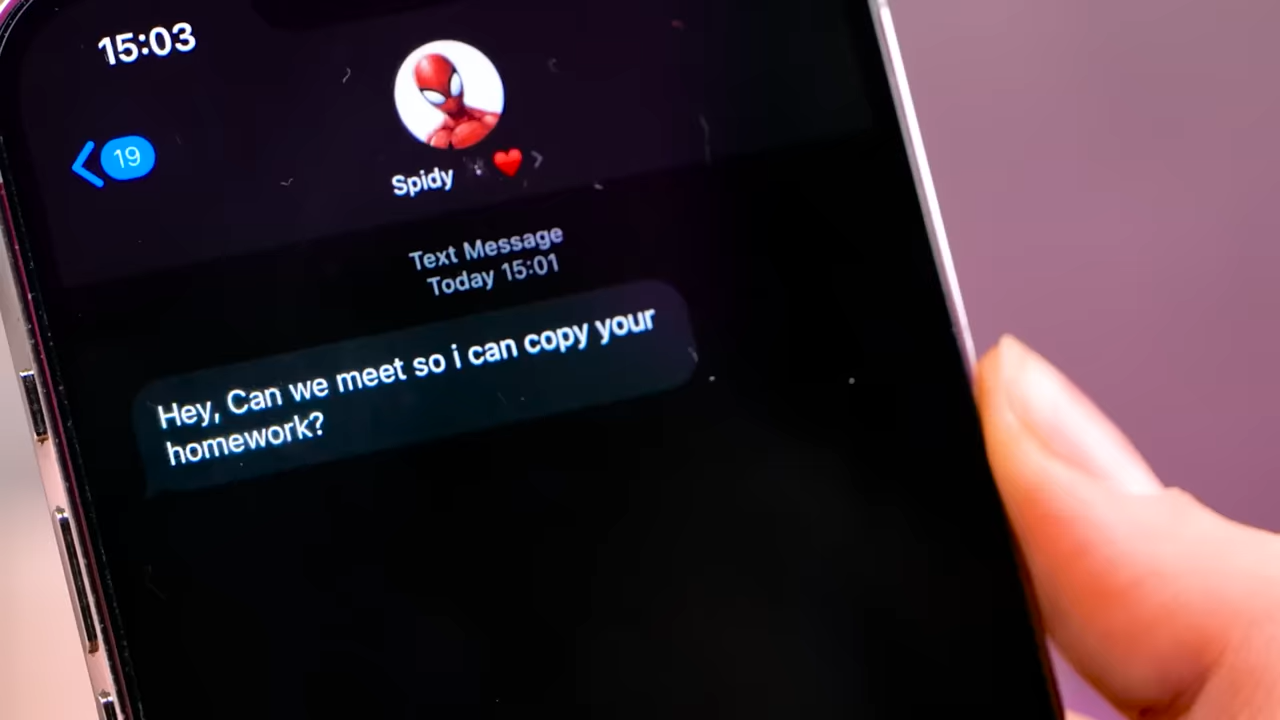 15:03
19
Spidy ❤️
Text Message
Today 15:01
Hey, Can we meet so i can copy your
homework?